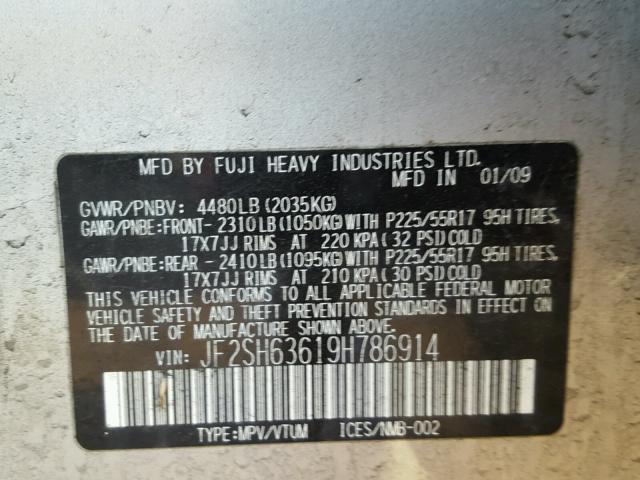 MFD BY FUJI HEAVY INDUSTRIES LTD.
MFD IN 01/09
GVWR/PNBV: 4480LB (2035KG)
GAWR/PNBE:FRONT- 2310LB(1050KG)WITH P225/55R17 95H TIRES,
17X7JJ RIMS AT 220 KPA (32 PSI)COLD
GAWR/PNBE:REAR - 2410LB(1095KG)WITH P225/55R17 95H TIRES,
17X7JJ RIMS AT 210 KPA (30 PSI)COLD
THIS VEHICLE CONFORMS TO ALL APPLICABLE FEDERAL MOTOR
VEHICLE SAFETY AND THEFT PREVENTION STANDARDS IN EFFECT ON
THE DATE OF MANUFACTURE SHOWN ABOVE.
VIN: JF2SH63619H786914
TYPE:MPV/VTUM ICES/NMB-002